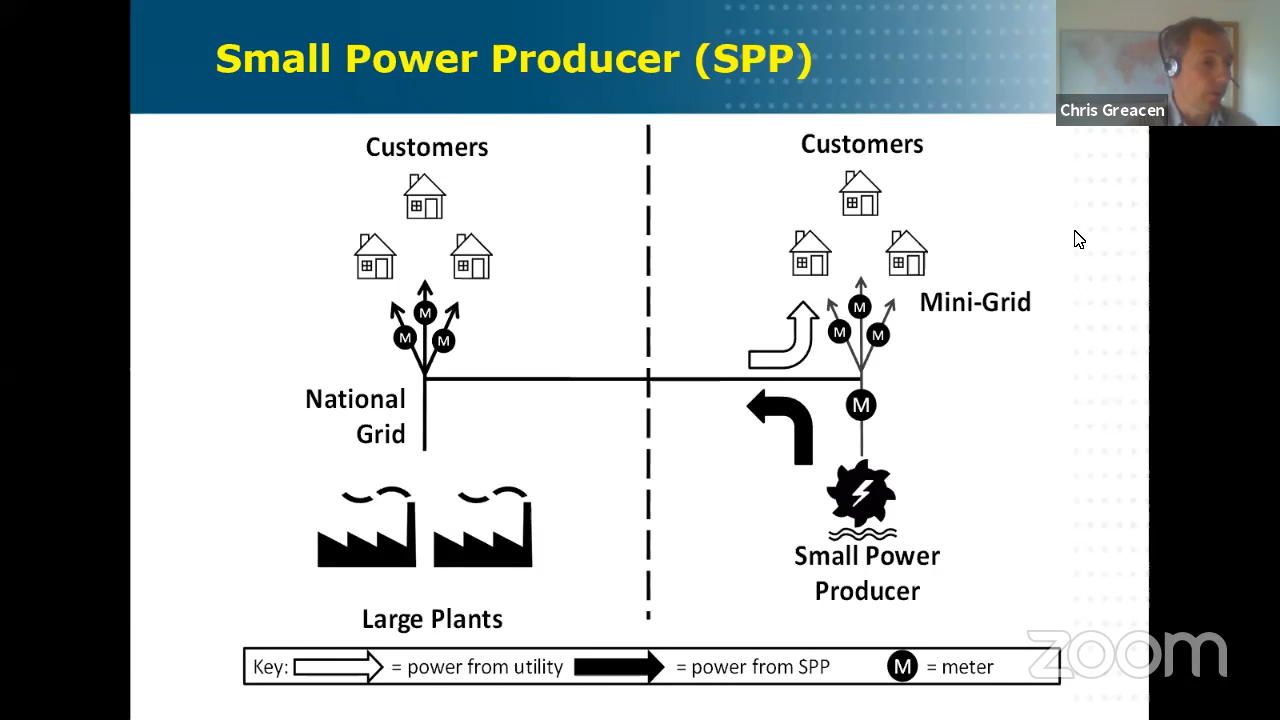 Small Power Producer (SPP)
Chris Greacen
Customers
Customers
M
M
M
M
M
M
Mini-Grid
National
Grid
M
Small Power
Producer
Large Plants
Key: = power from utility = power from SPP M = meter
zoom